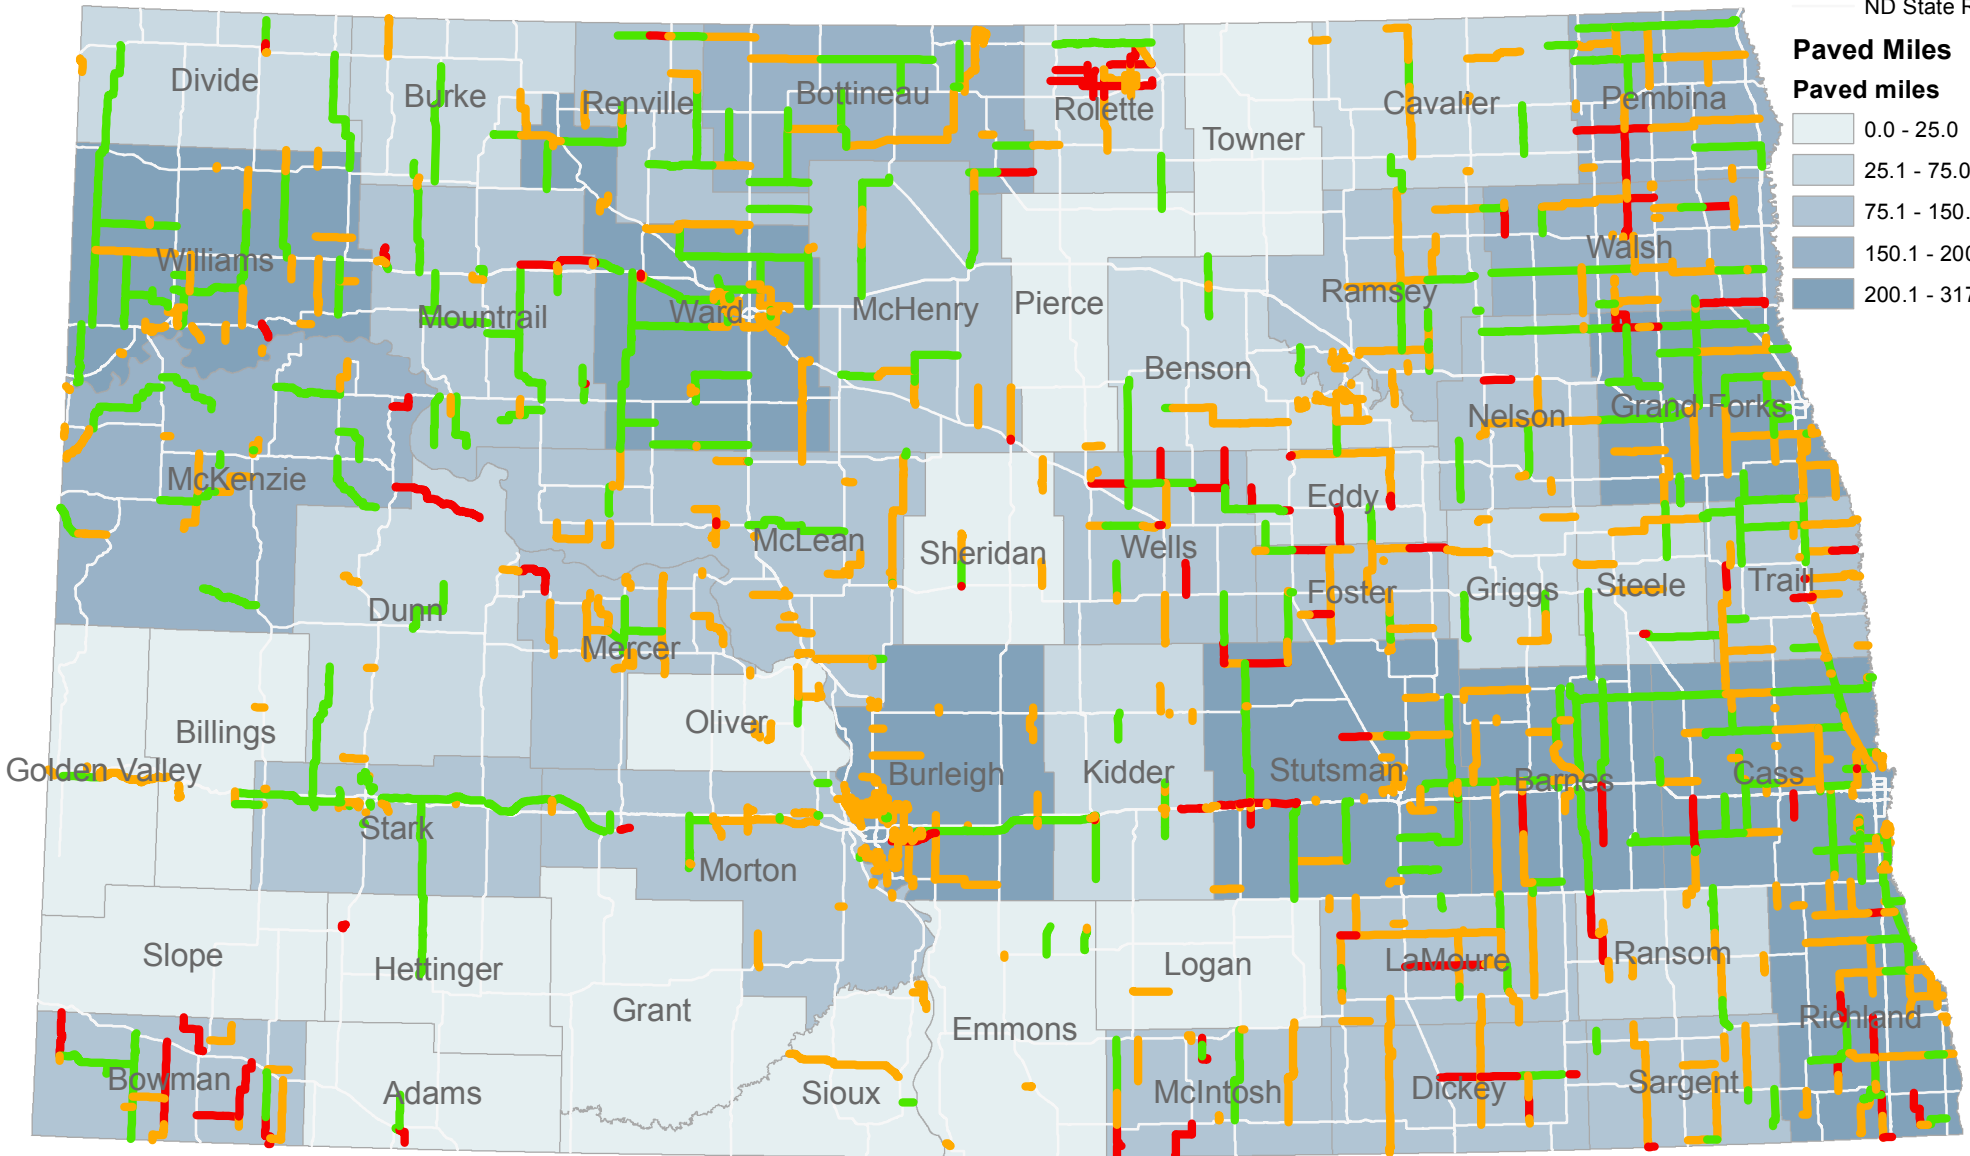 ND State R
Paved Miles
Paved miles
0.0 - 25.0
25.1 - 75.0
75.1 - 150.
150.1 - 200
200.1 - 317
Divide
Burke
Renville
Bottineau
Rolette
Towner
Cavalier
Pembina
Williams
Mountrail
Ward
McHenry
Pierce
Benson
Ramsey
Walsh
Nelson
Grand Forks
McKenzie
McLean
Sheridan
Wells
Eddy
Foster
Griggs
Steele
Traill
Dunn
Mercer
Oliver
Billings
Golden Valley
Stark
Morton
Burleigh
Kidder
Stutsman
Barnes
Cass
Slope
Hettinger
Grant
Emmons
Logan
LaMoure
Ransom
Richland
Bowman
Adams
Sioux
McIntosh
Dickey
Sargent